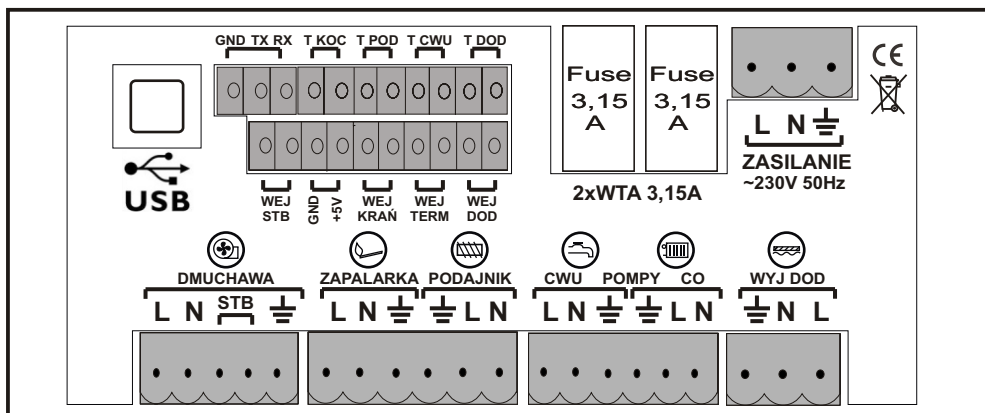 GND TX RX T KOC T POD T CWU T DOD
Fuse
3,15
A
Fuse
3,15
A
CE
L N
ZASILANIE
~230V 50Hz
USB
WEJ
STB
GND
+5V
WEJ
KRAŃ
WEJ
TERM
WEJ
DOD
2xWTA 3,15A
DMUCHAWA ZAPALARKA PODAJNIK CWU POMPY CO WYJ DOD
L N STB L N L N L N L N N L